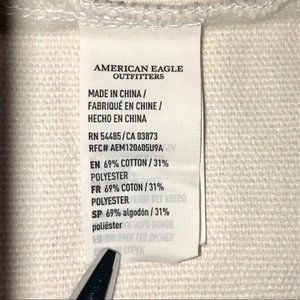 AMERICAN EAGLE
OUTFITTERS
MADE IN CHINA /
FABRIQUÉ EN CHINE /
HECHO EN CHINA
RN 54485/CA 03873
RFC# AEM120605U9A
EN 69% COTTON / 31%
POLYESTER
FR 69% COTON / 31%
POLYESTER
SP 69% algodón / 31%
poliéster